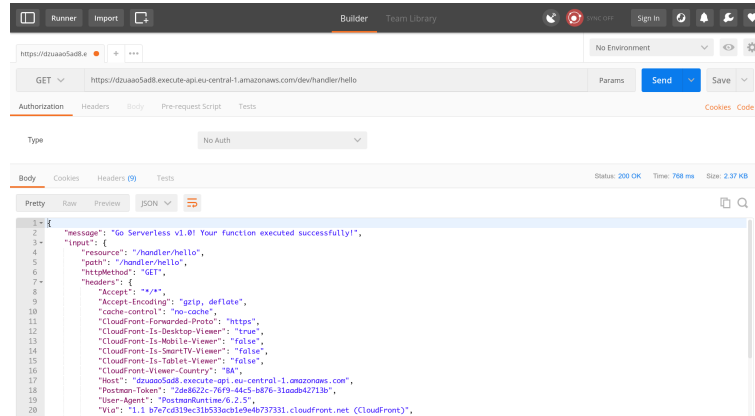 Runner Import Builder Team Library SYNC OFF Sign In
https://dzuaao5ad8.e + ••• No Environment
GET https://dzuaao5ad8.execute-api.eu-central-1.amazonaws.com/dev/handler/hello Params Send Save
Authorization Headers Body Pre-request Script Tests Cookies Code
Type No Auth
Body Cookies Headers (9) Tests Status: 200 OK Time: 768 ms Size: 2.37 KB
Pretty Raw Preview JSON
1 {
2 "message": "Go Serverless v1.0! Your function executed successfully!",
3 "input": {
4 "resource": "/handler/hello",
5 "path": "/handler/hello",
6 "httpMethod": "GET",
7 "headers": {
8 "Accept": "*/*",
9 "Accept-Encoding": "gzip, deflate",
10 "cache-control": "no-cache",
11 "CloudFront-Forwarded-Proto": "https",
12 "CloudFront-Is-Desktop-Viewer": "true",
13 "CloudFront-Is-Mobile-Viewer": "false",
14 "CloudFront-Is-SmartTV-Viewer": "false",
15 "CloudFront-Is-Tablet-Viewer": "false",
16 "CloudFront-Viewer-Country": "BA",
17 "Host": "dzuaao5ad8.execute-api.eu-central-1.amazonaws.com",
18 "Postman-Token": "2de8622c-76f9-44c5-b876-31aadb42713b",
19 "User-Agent": "PostmanRuntime/6.2.5",
20 "Via": "1.1 b7e7cd319ec31b533acb1e9e4b737331.cloudfront.net (CloudFront)",